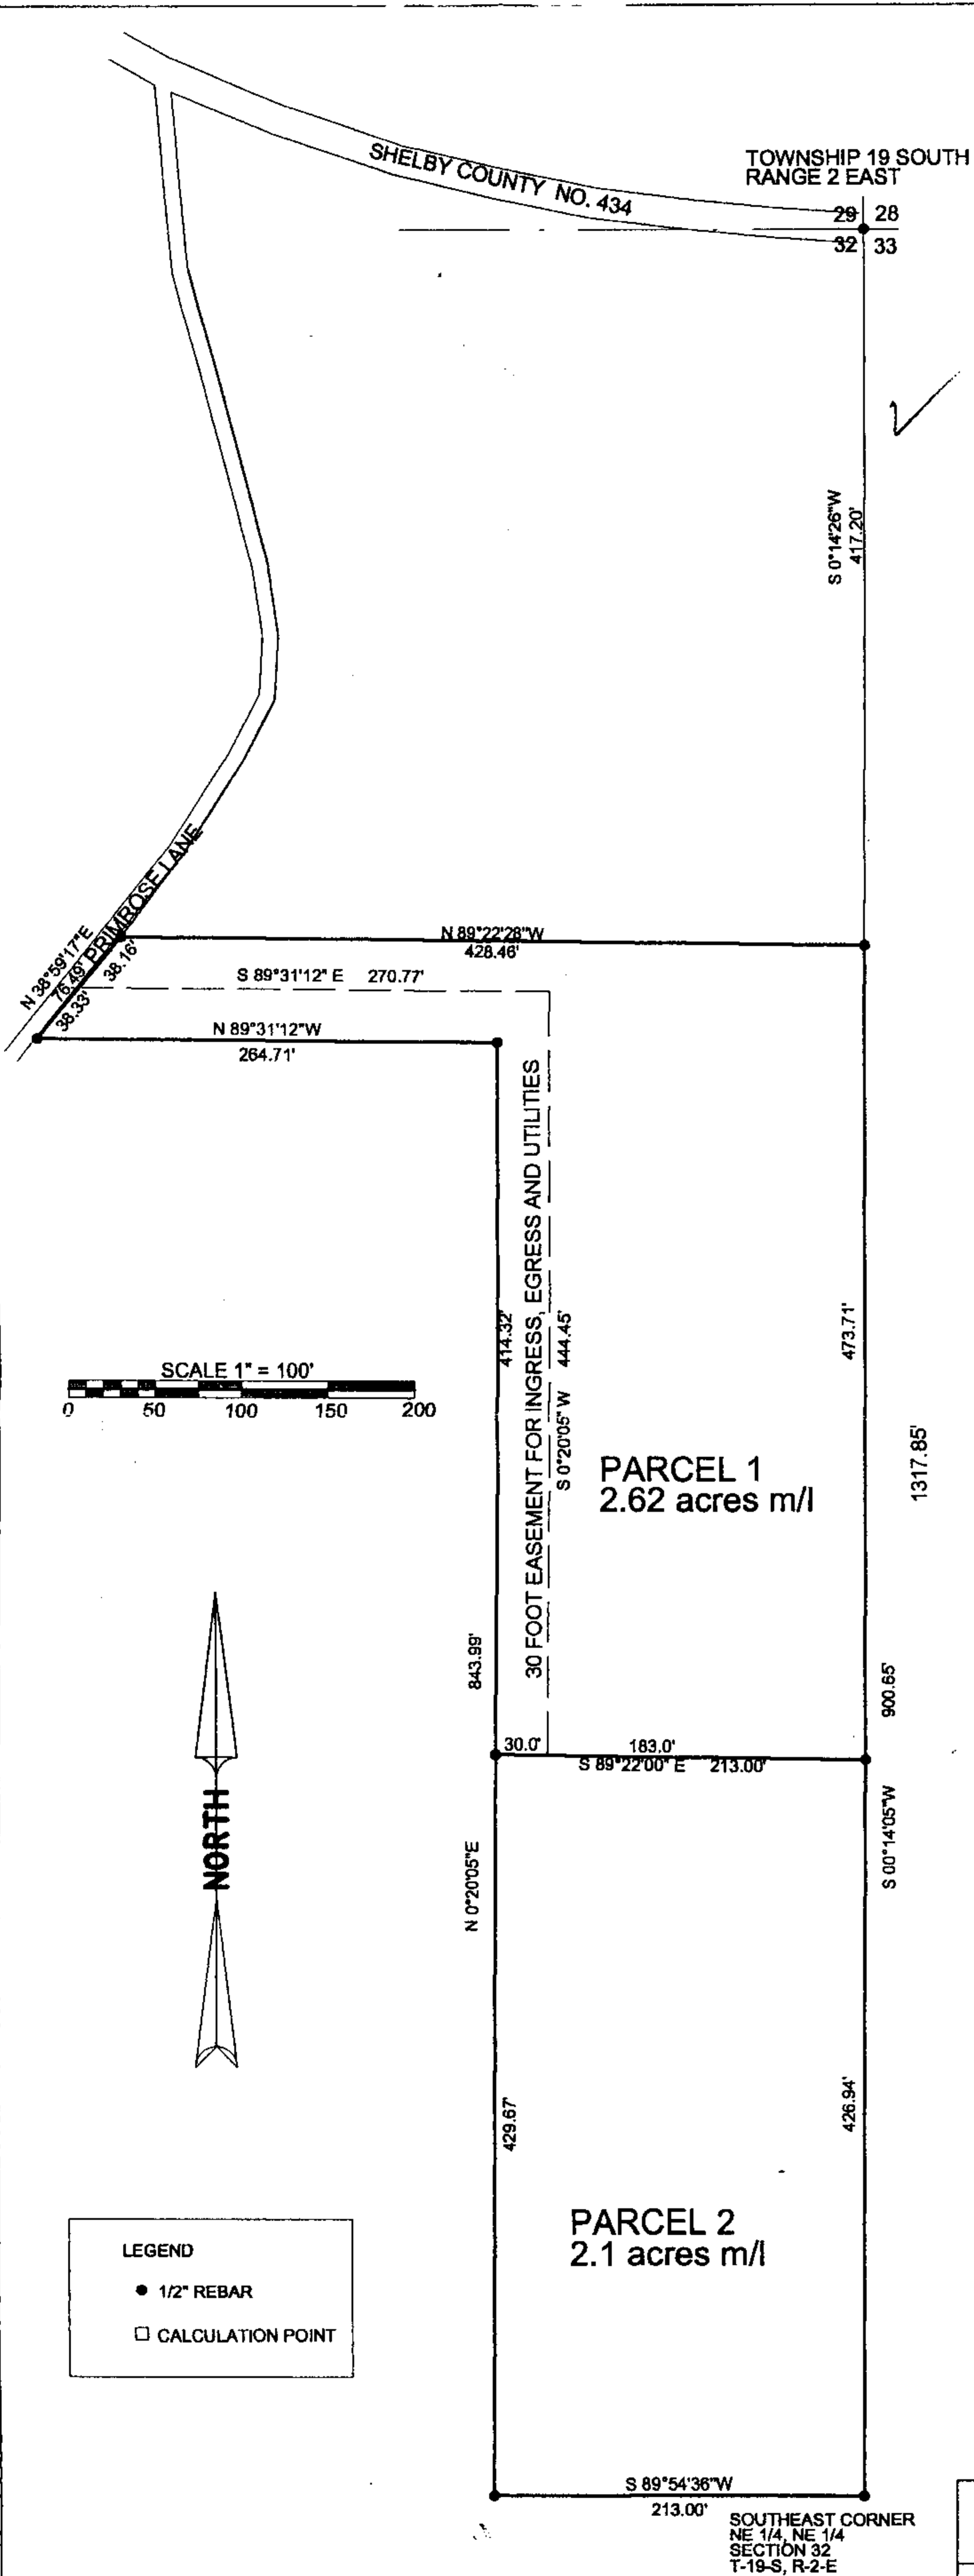 SHELBY COUNTY NO. 434
TOWNSHIP 19 SOUTH
RANGE 2 EAST
29 28
32 33
S 0°14'26"W
417.20'
PRIMROSE LANE
N 38°59'17"E
76.49'
38.16'
38.33'
N 89°22'28"W
428.46'
S 89°31'12" E 270.77'
N 89°31'12"W
264.71'
30 FOOT EASEMENT FOR INGRESS, EGRESS AND UTILITIES
414.32'
S 0°20'05" W 444.45'
473.71'
SCALE 1" = 100'
0 50 100 150 200
PARCEL 1
2.62 acres m/l
1317.85'
843.99'
900.65'
30.0' 183.0'
S 89°22'00" E 213.00'
NORTH
N 0°20'05"E
S 00°14'05"W
429.67'
426.94'
PARCEL 2
2.1 acres m/l
LEGEND
1/2" REBAR
CALCULATION POINT
S 89°54'36"W
213.00'
SOUTHEAST CORNER
NE 1/4, NE 1/4
SECTION 32
T-19-S, R-2-E